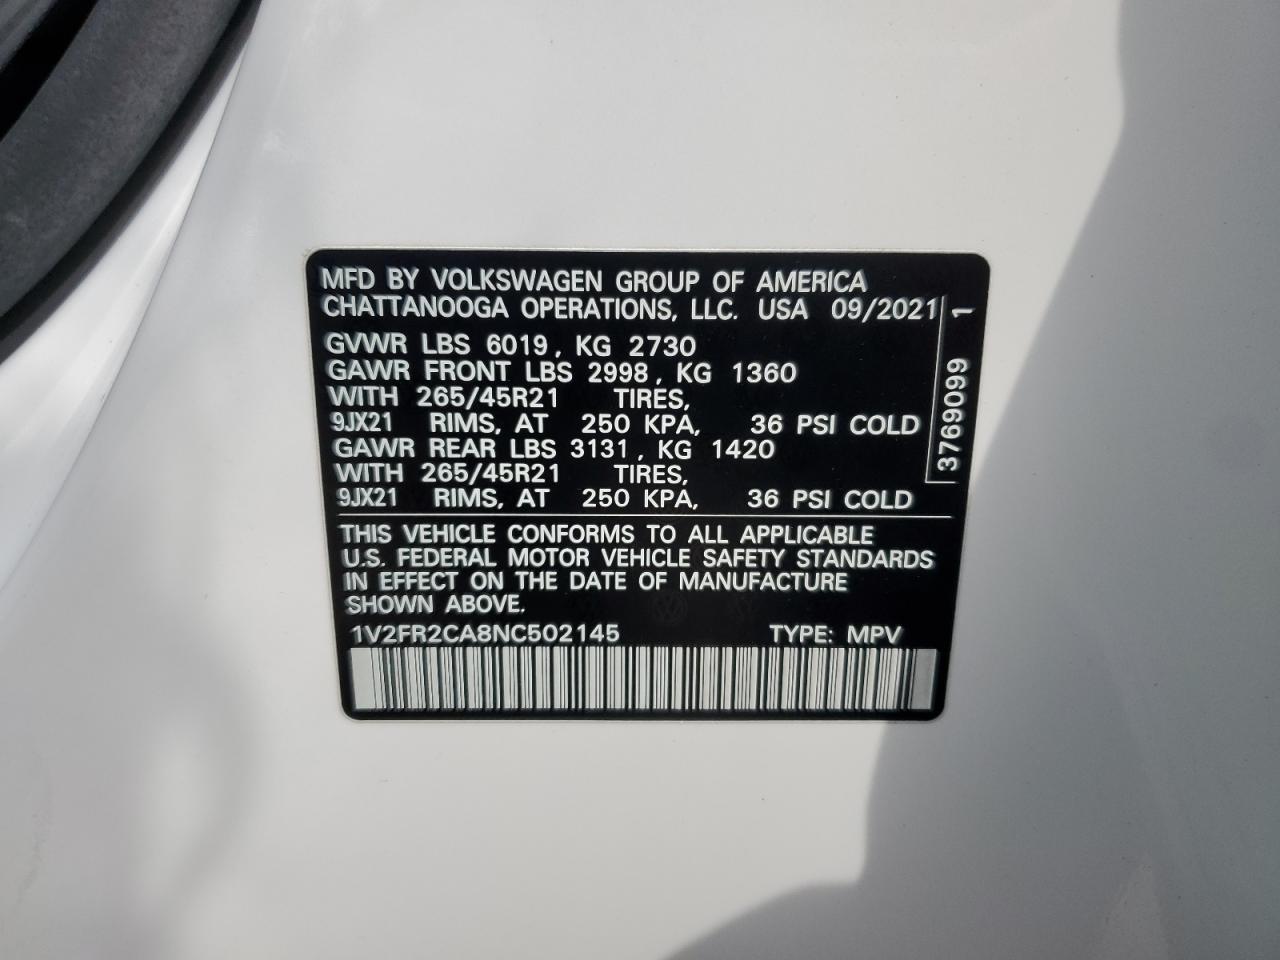 MFD BY VOLKSWAGEN GROUP OF AMERICA
CHATTANOOGA OPERATIONS, LLC. USA 09/2021
GVWR LBS 6019, KG 2730
GAWR FRONT LBS 2998, KG 1360
WITH 265/45R21 TIRES,
9JX21 RIMS, AT 250 KPA, 36 PSI COLD
GAWR REAR LBS 3131, KG 1420
WITH 265/45R21 TIRES,
9JX21 RIMS, AT 250 KPA, 36 PSI COLD
THIS VEHICLE CONFORMS TO ALL APPLICABLE
U.S. FEDERAL MOTOR VEHICLE SAFETY STANDARDS
IN EFFECT ON THE DATE OF MANUFACTURE
SHOWN ABOVE.
1V2FR2CA8NC502145 TYPE: MPV
3769099 1